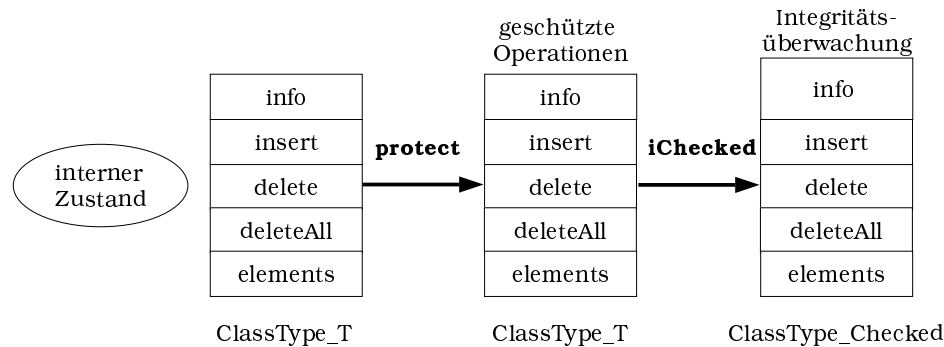 interner
Zustand
info
insert
delete
deleteAll
elements
ClassType_T
protect
geschützte
Operationen
info
insert
delete
deleteAll
elements
ClassType_T
iChecked
Integritäts-
überwachung
info
insert
delete
deleteAll
elements
ClassType_Checked